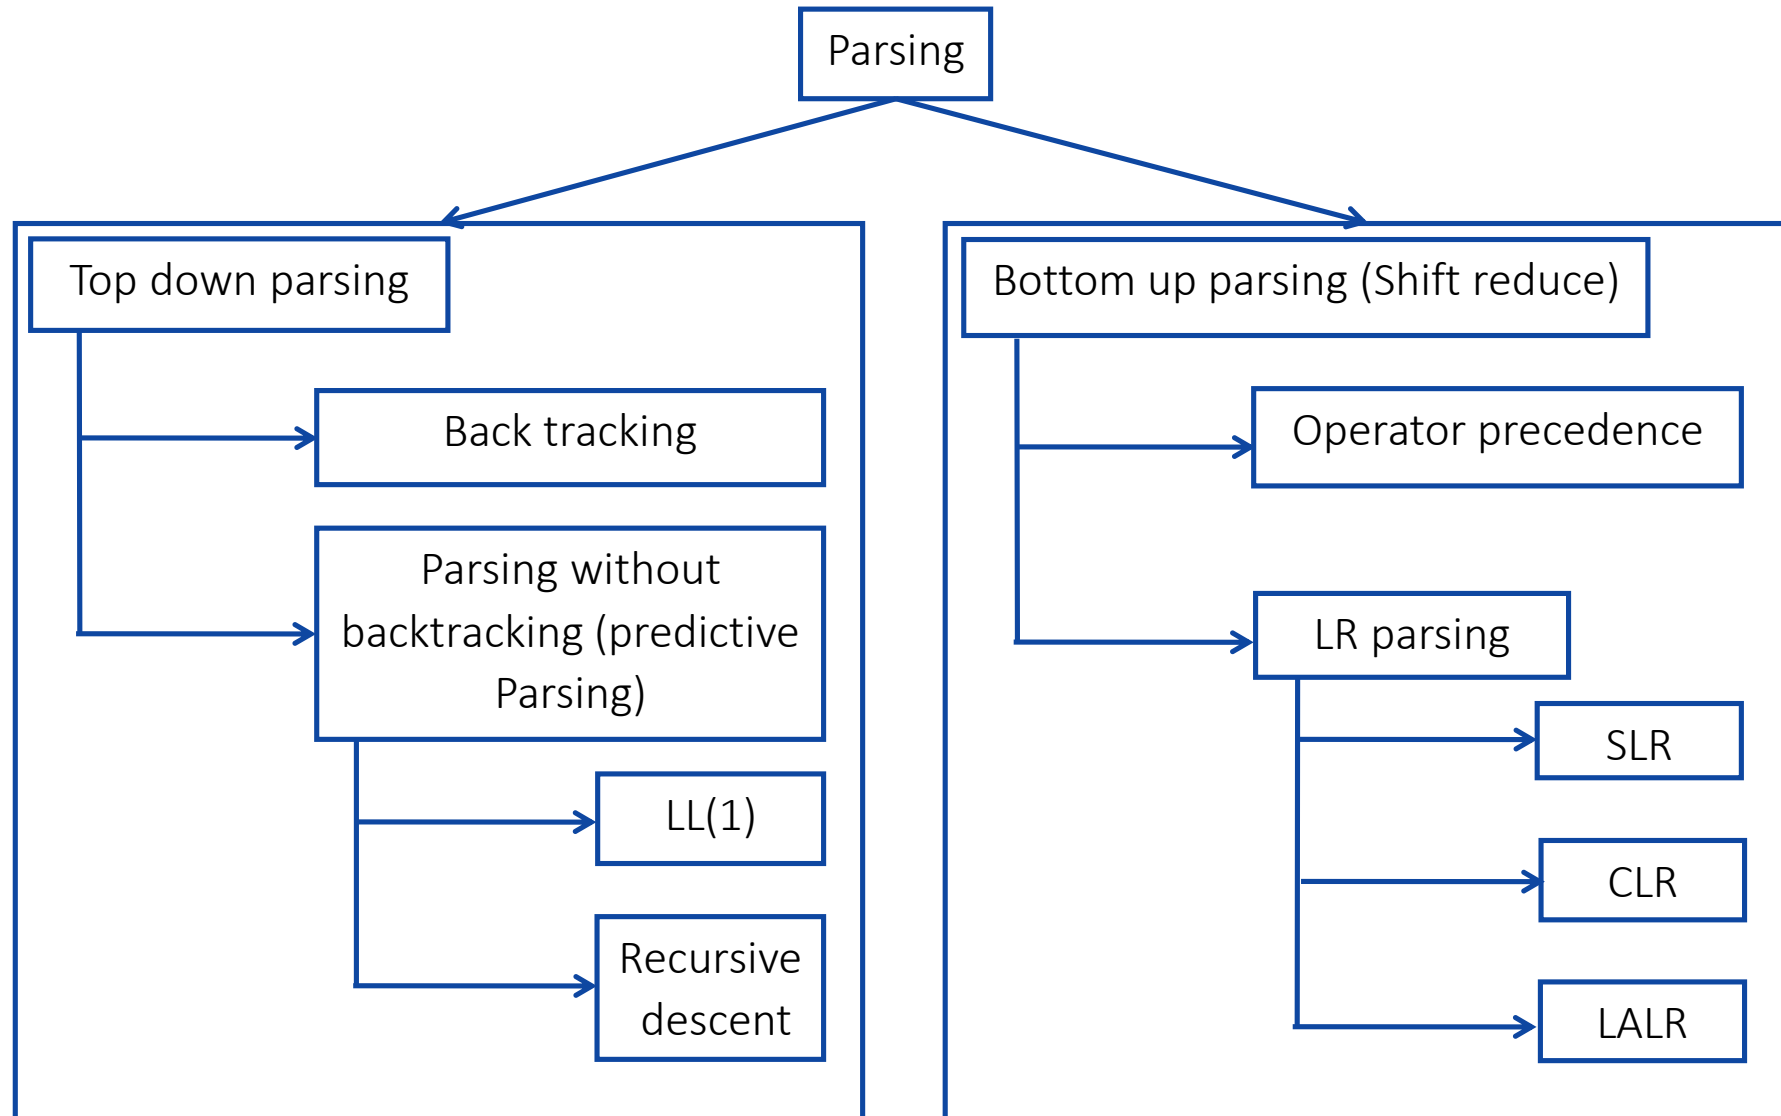 Parsing
Top down parsing
Back tracking
Parsing without
backtracking (predictive
Parsing)
LL(1)
Recursive
descent
Bottom up parsing (Shift reduce)
Operator precedence
LR parsing
SLR
CLR
LALR